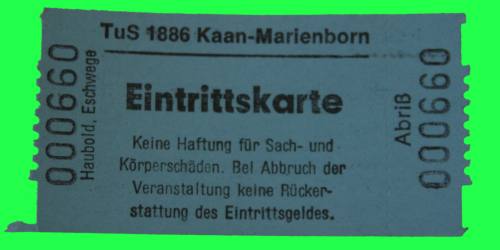 TuS 1886 Kaan-Marienborn
000660
Haubold, Eschwege
Eintrittskarte
Keine Haftung für Sach- und
Körperschäden. Bei Abbruch der
Veranstaltung keine Rücker-
stattung des Eintrittsgeldes.
Abriß
000660